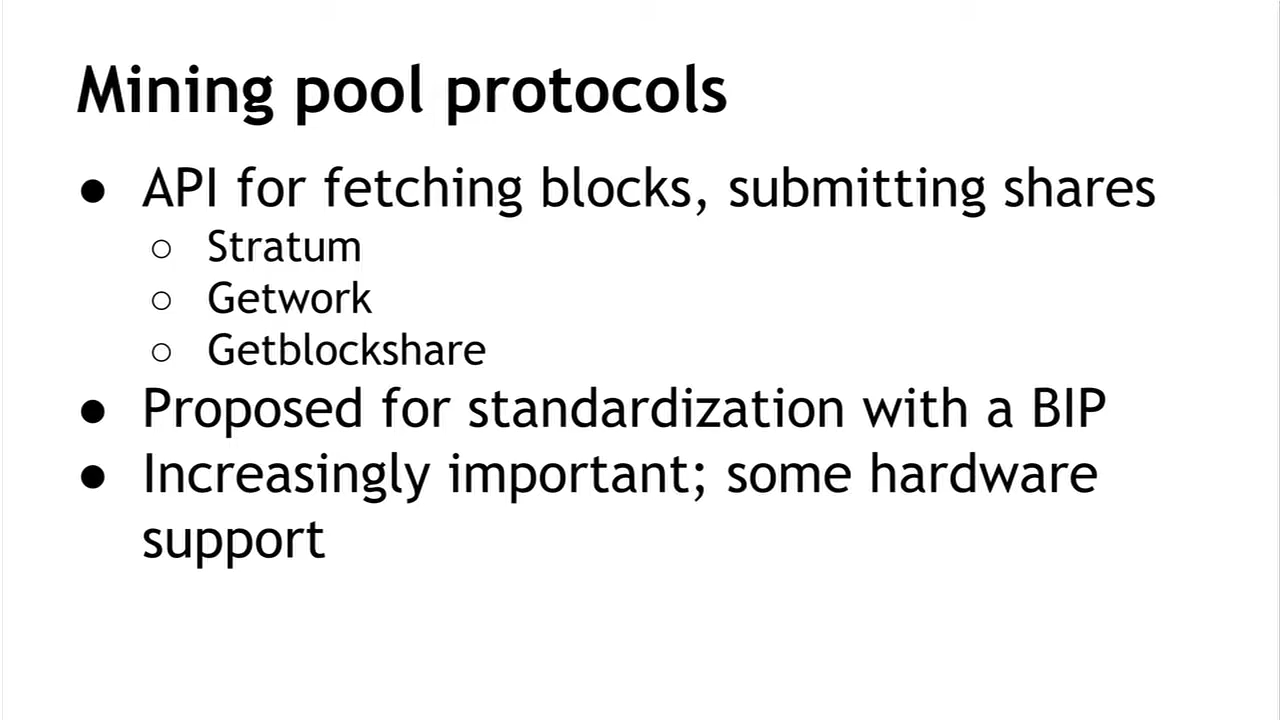 Mining pool protocols
● API for fetching blocks, submitting shares
○ Stratum
○ Getwork
○ Getblockshare
● Proposed for standardization with a BIP
● Increasingly important; some hardware
support